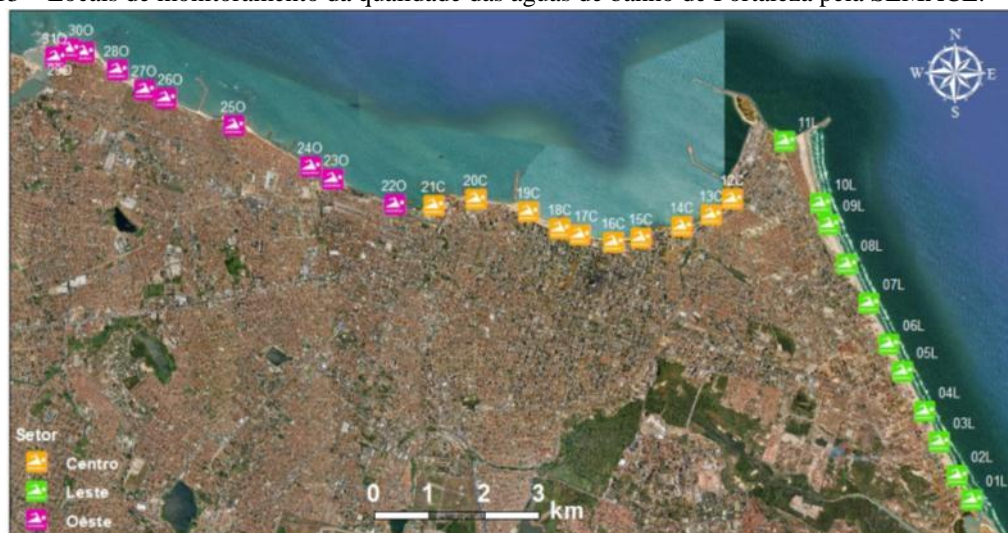 Locais de monitoramento da qualidade das águas de banho de Fortaleza pela SEMACE.
N
W E
S
31O 30O
29O
28O
27O
26O
25O
24O
23O
22O
21C
20C
19C
18C
17C
16C
15C
14C
13C
12C
11L
10L
09L
08L
07L
06L
05L
04L
03L
02L
01L
Setor
Centro
Leste
Oeste
0 1 2 3
km